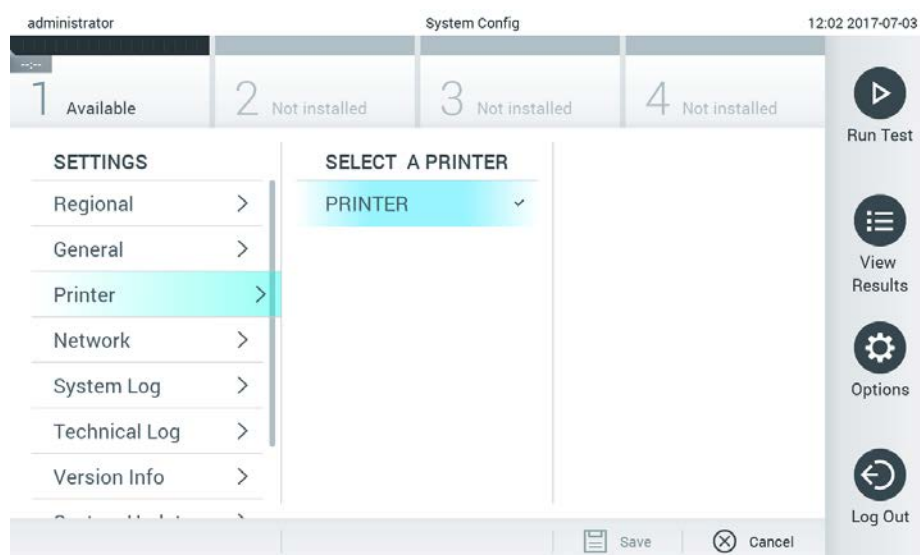 administrator
System Config
12:02 2017-07-03
--:--
1 Available
2 Not installed
3 Not installed
4 Not installed
Run Test
View
Results
Options
Log Out
SETTINGS
Regional
General
Printer
Network
System Log
Technical Log
Version Info
SELECT A PRINTER
PRINTER
Save
Cancel